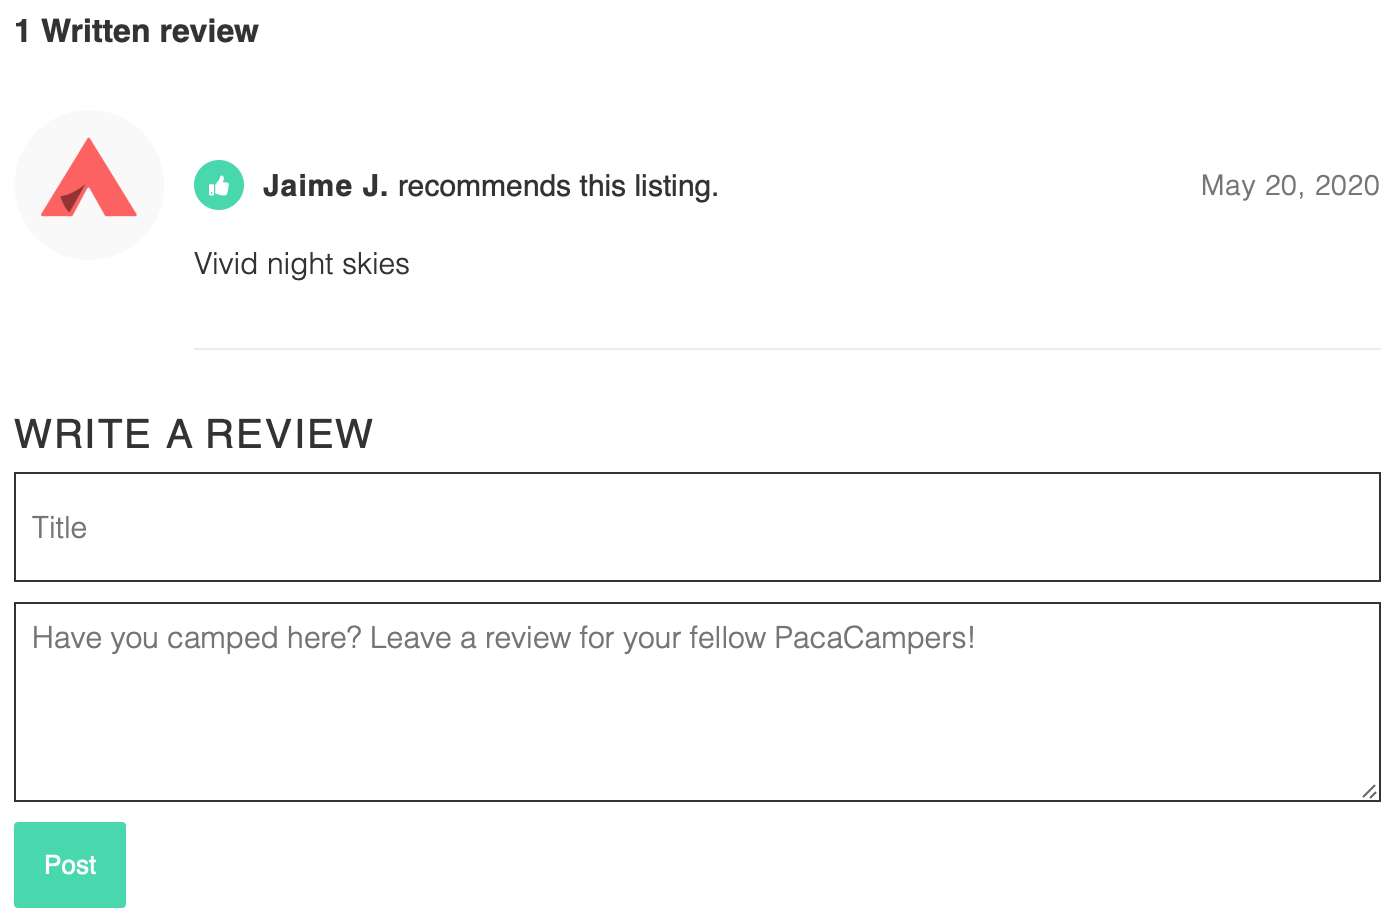 1 Written review
Jaime J. recommends this listing.
May 20, 2020
Vivid night skies
WRITE A REVIEW
Title
Have you camped here? Leave a review for your fellow PacaCampers!
Post